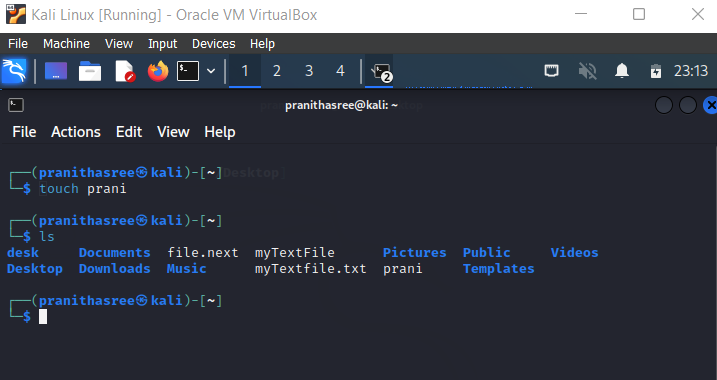 Kali Linux [Running] - Oracle VM VirtualBox
File Machine View Input Devices Help
1 2 3 4 2 23:13
pranithasree@kali: ~
File Actions Edit View Help
┌──(pranithasree㉿kali)-[~]Desktop
└─$ touch prani
┌──(pranithasree㉿kali)-[~]
└─$ ls
desk Documents file.next myTextFile Pictures Public Videos
Desktop Downloads Music myTextfile.txt prani Templates
┌──(pranithasree㉿kali)-[~]
└─$